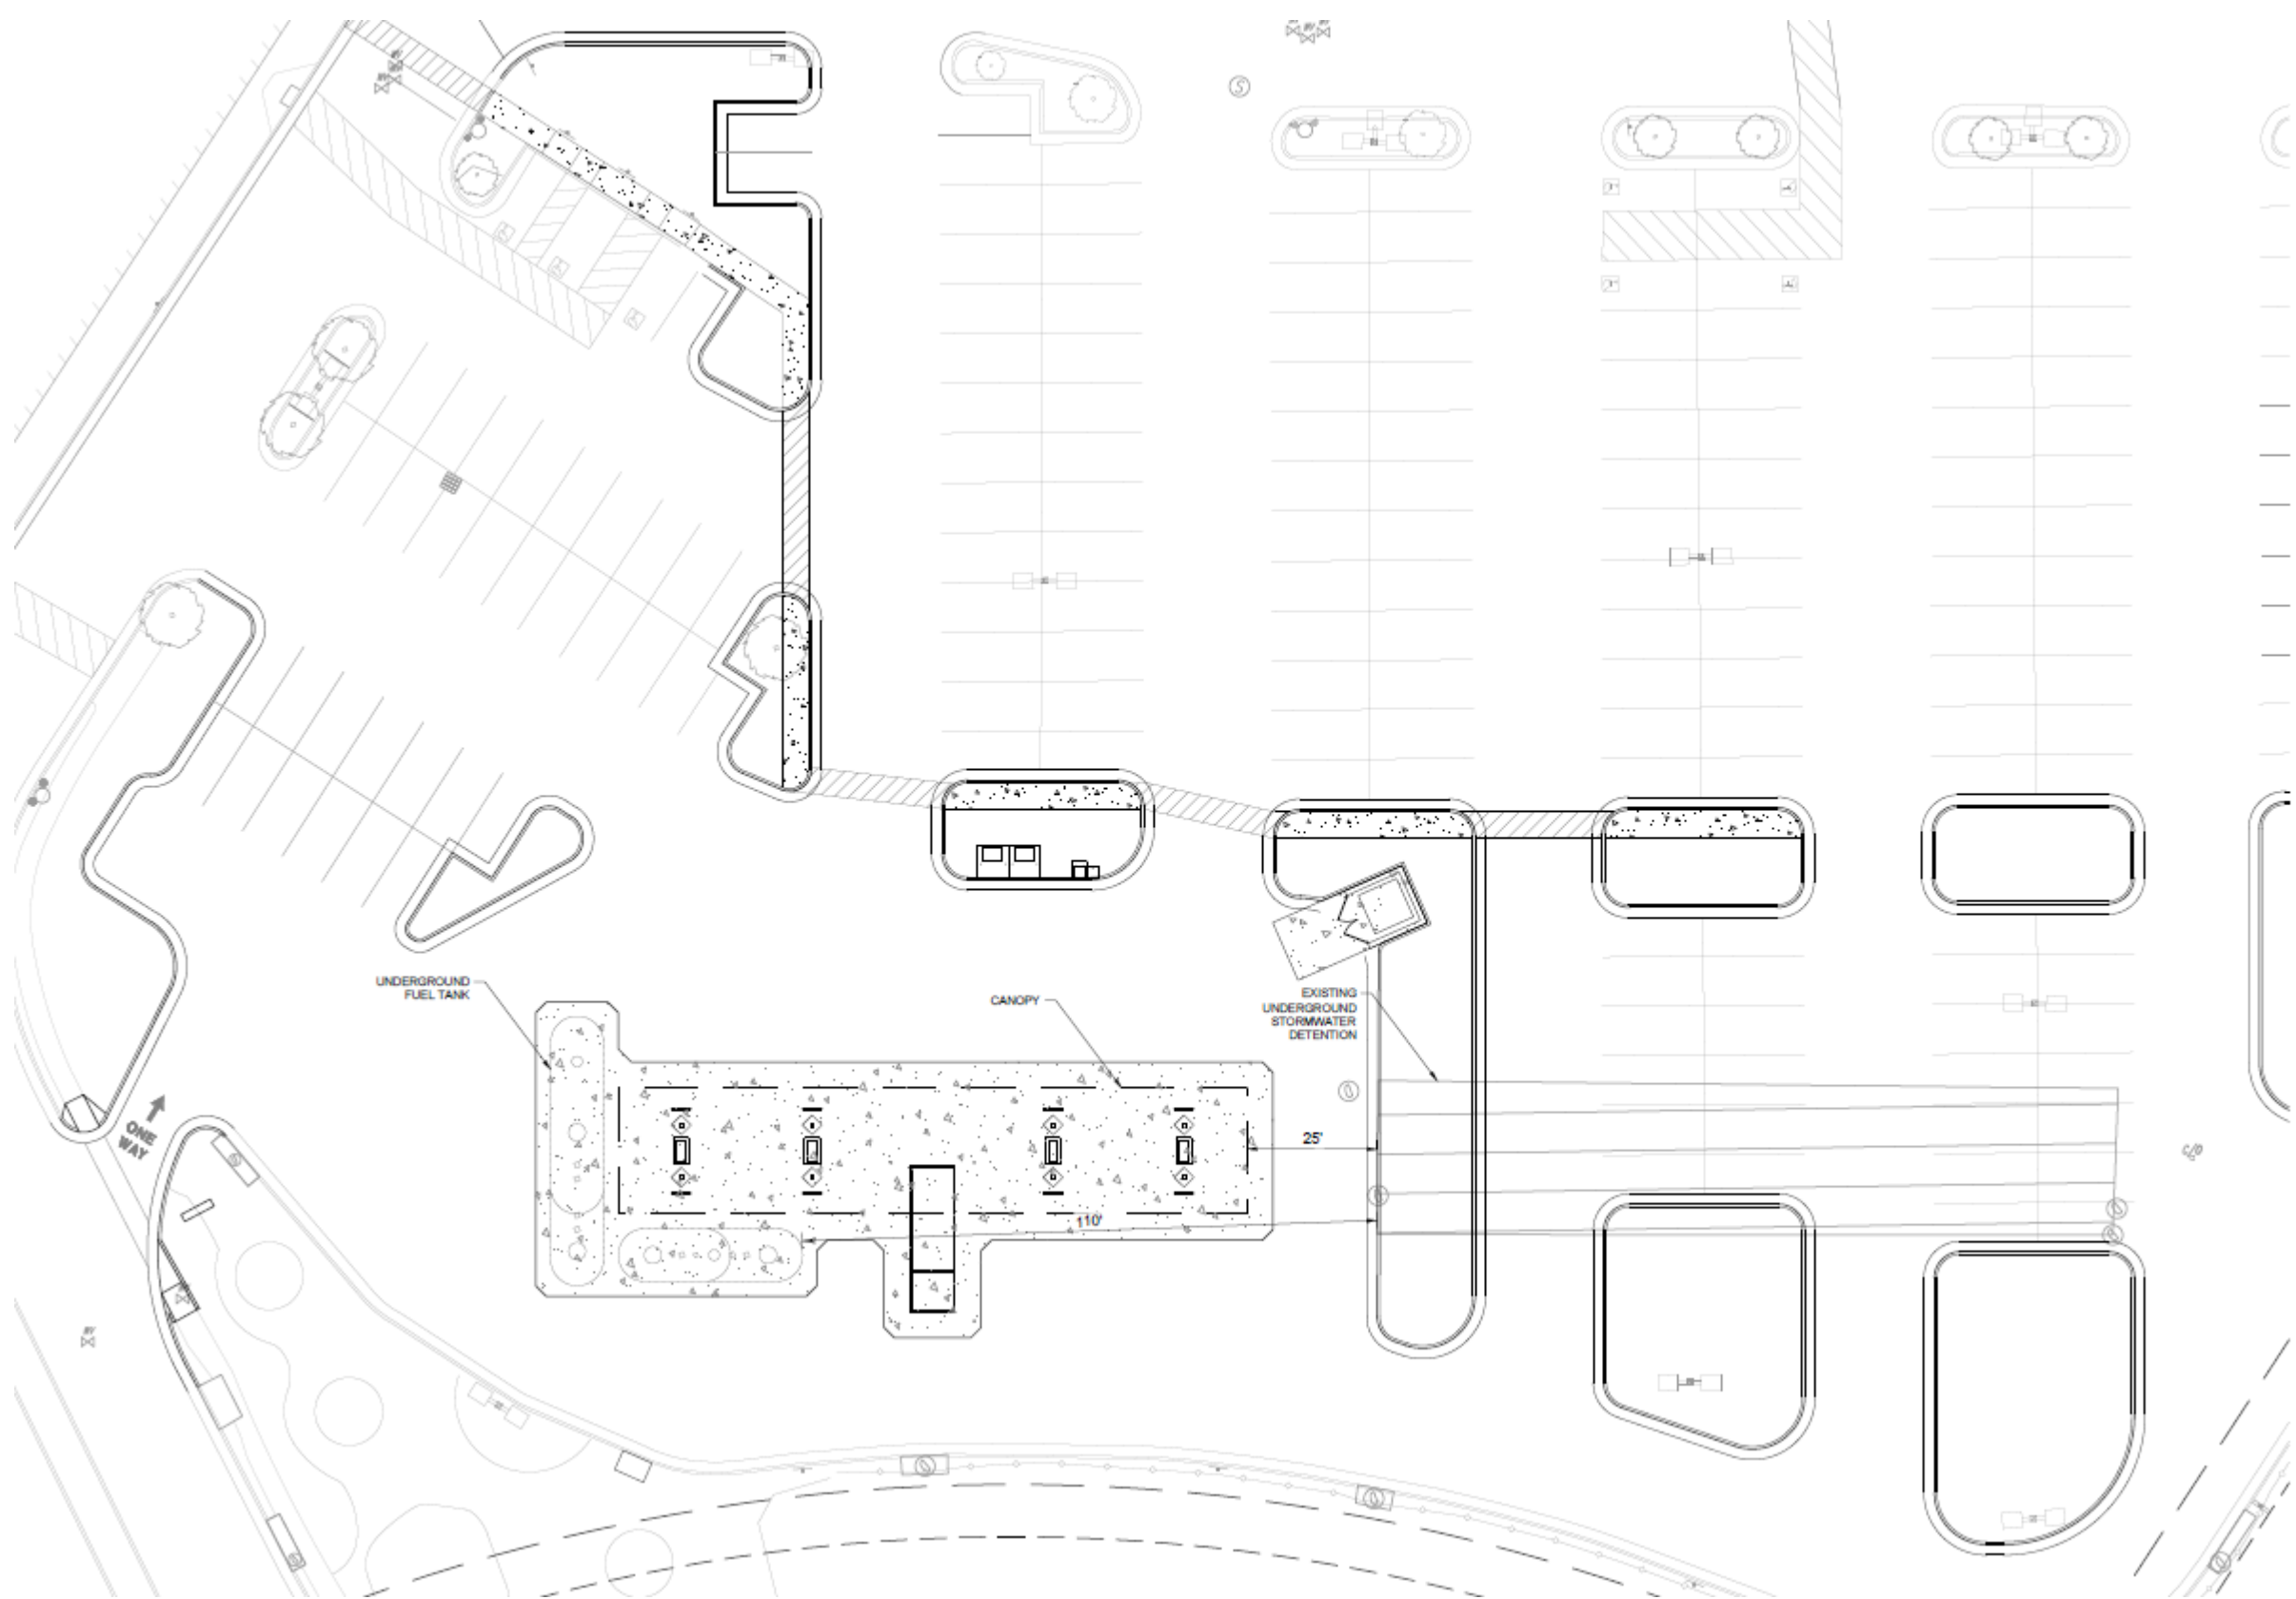 S
UNDERGROUND
FUEL TANK
CANOPY
EXISTING
UNDERGROUND
STORMWATER
DETENTION
ONE
WAY
25'
110'
C/O